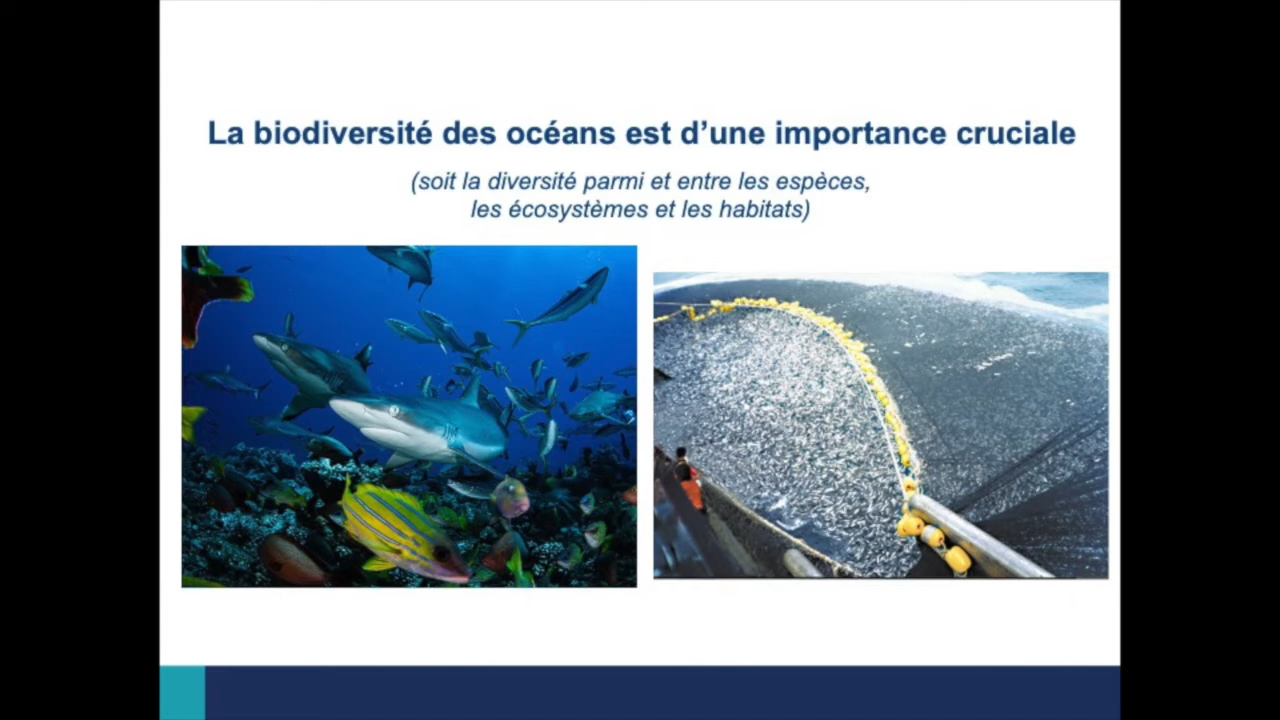 La biodiversité des océans est d’une importance cruciale
(soit la diversité parmi et entre les espèces,
les écosystèmes et les habitats)